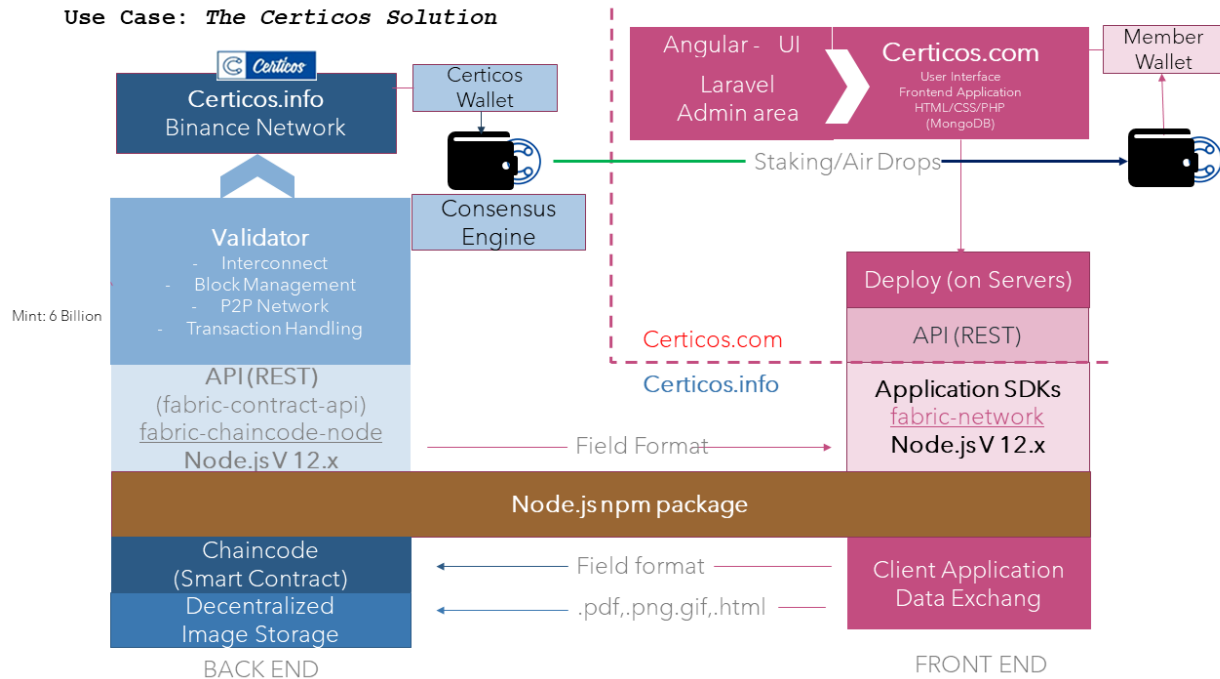 Use Case: The Certicos Solution
Certicos
Certicos.info
Binance Network
Certicos
Wallet
Consensus
Engine
Angular - UI
Laravel
Admin area
Certicos.com
User Interface
Frontend Application
HTML/CSS/PHP
(MongoDB)
Member
Wallet
Staking/Air Drops
Validator
- Interconnect
- Block Management
- P2P Network
- Transaction Handling
Mint: 6 Billion
Deploy (on Servers)
API (REST)
Certicos.com
Certicos.info
API (REST)
(fabric-contract-api)
fabric-chaincode-node
Node.js V 12.x
Field Format
Application SDKs
fabric-network
Node.js V 12.x
Node.js npm package
Chaincode
(Smart Contract)
Decentralized
Image Storage
Field format
.pdf,.png.gif,.html
Client Application
Data Exchang
BACK END
FRONT END